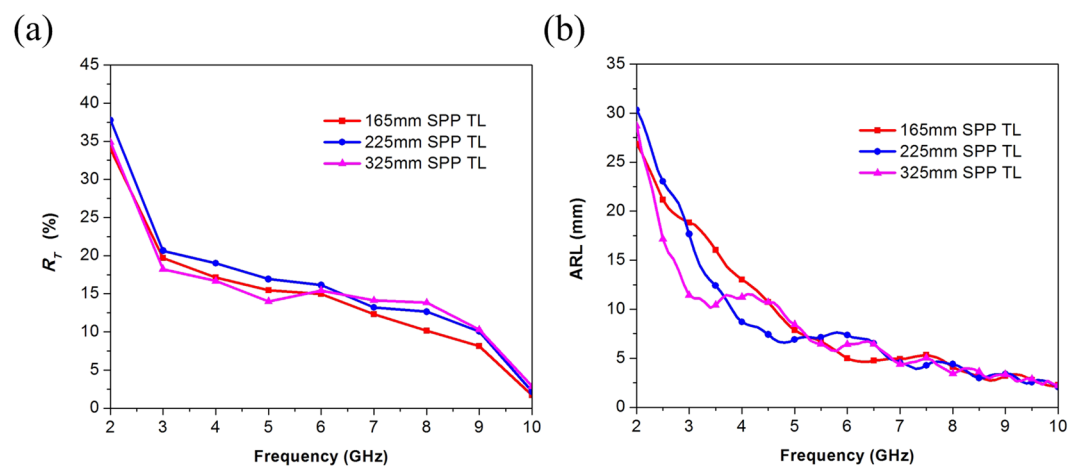 (a)
45
40
35
30
25
20
15
10
5
0
R_T (%)
165mm SPP TL
225mm SPP TL
325mm SPP TL
2 3 4 5 6 7 8 9 10
Frequency (GHz)
(b)
35
30
25
20
15
10
5
0
ARL (mm)
165mm SPP TL
225mm SPP TL
325mm SPP TL
2 3 4 5 6 7 8 9 10
Frequency (GHz)